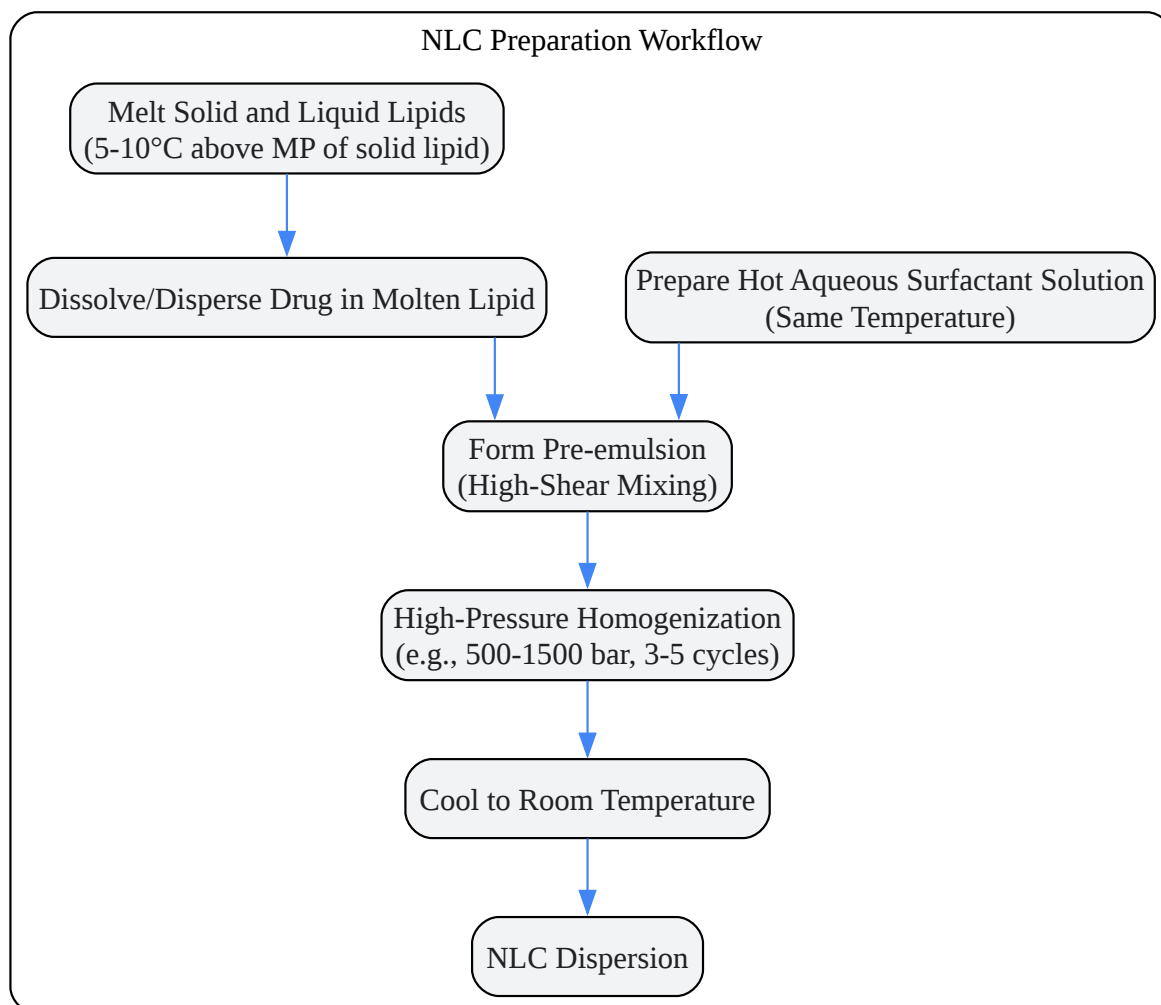 NLC Preparation Workflow
Melt Solid and Liquid Lipids
(5-10°C above MP of solid lipid)
Dissolve/Disperse Drug in Molten Lipid
Prepare Hot Aqueous Surfactant Solution
(Same Temperature)
Form Pre-emulsion
(High-Shear Mixing)
High-Pressure Homogenization
(e.g., 500-1500 bar, 3-5 cycles)
Cool to Room Temperature
NLC Dispersion